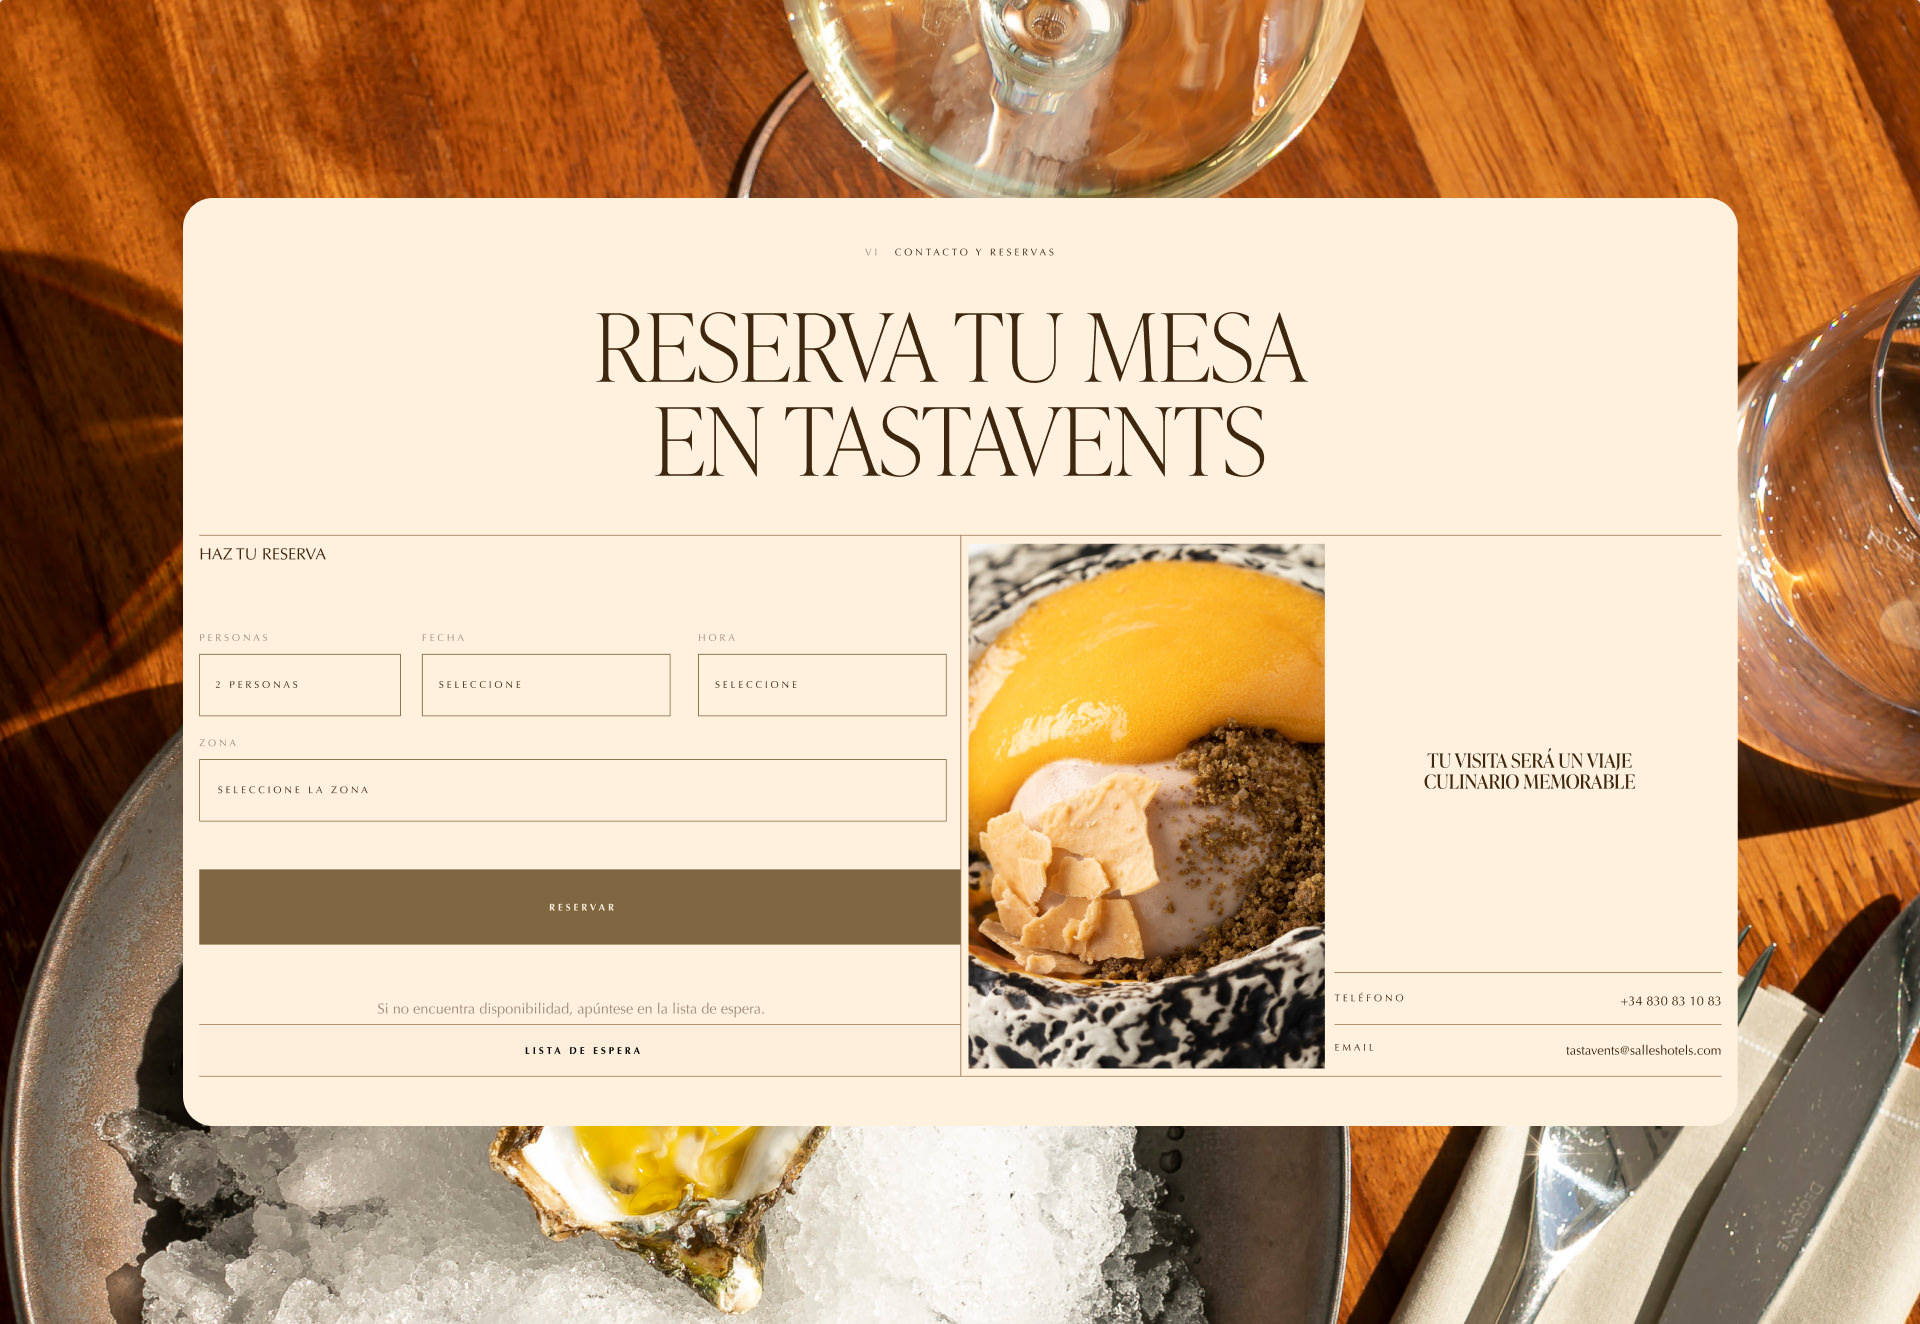 VI CONTACTO Y RESERVAS
RESERVA TU MESA
EN TASTAVENTS
HAZ TU RESERVA
PERSONAS
2 PERSONAS
FECHA
SELECCIONE
HORA
SELECCIONE
ZONA
SELECCIONE LA ZONA
RESERVAR
Si no encuentra disponibilidad, apúntese en la lista de espera.
LISTA DE ESPERA
TU VISITA SERÁ UN VIAJE
CULINARIO MEMORABLE
TELÉFONO +34 830 83 10 83
EMAIL tastavents@salleshotels.com